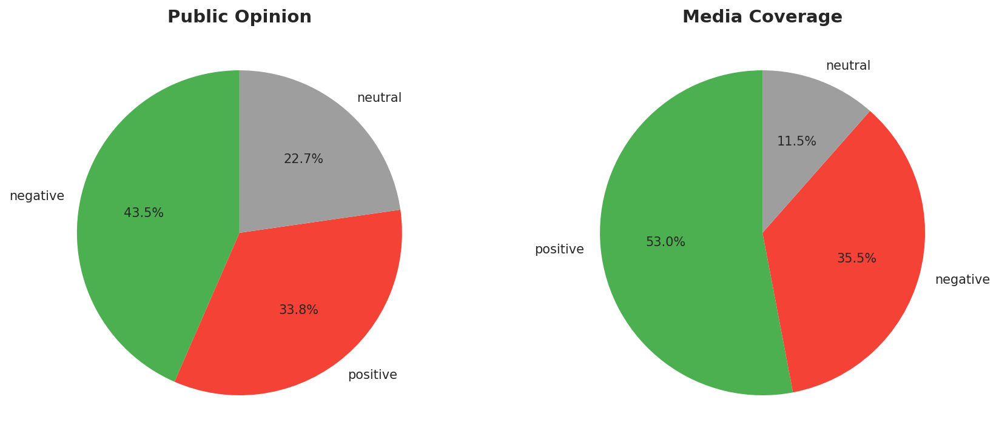 Public Opinion
neutral
22.7%
negative
43.5%
33.8%
positive
Media Coverage
neutral
11.5%
53.0%
positive
35.5%
negative